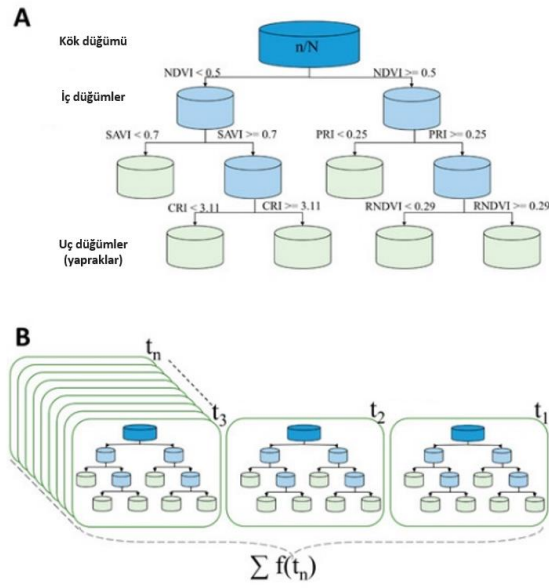 A
Kök düğümü
n/N
NDVI < 0.5
NDVI >= 0.5
İç düğümler
SAVI < 0.7
SAVI >= 0.7
PRI < 0.25
PRI >= 0.25
CRI < 3.11
CRI >= 3.11
RNDVI < 0.29
RNDVI >= 0.29
Uç düğümler
(yapraklar)
B
tn
t3
t2
t1
∑ f(tn)